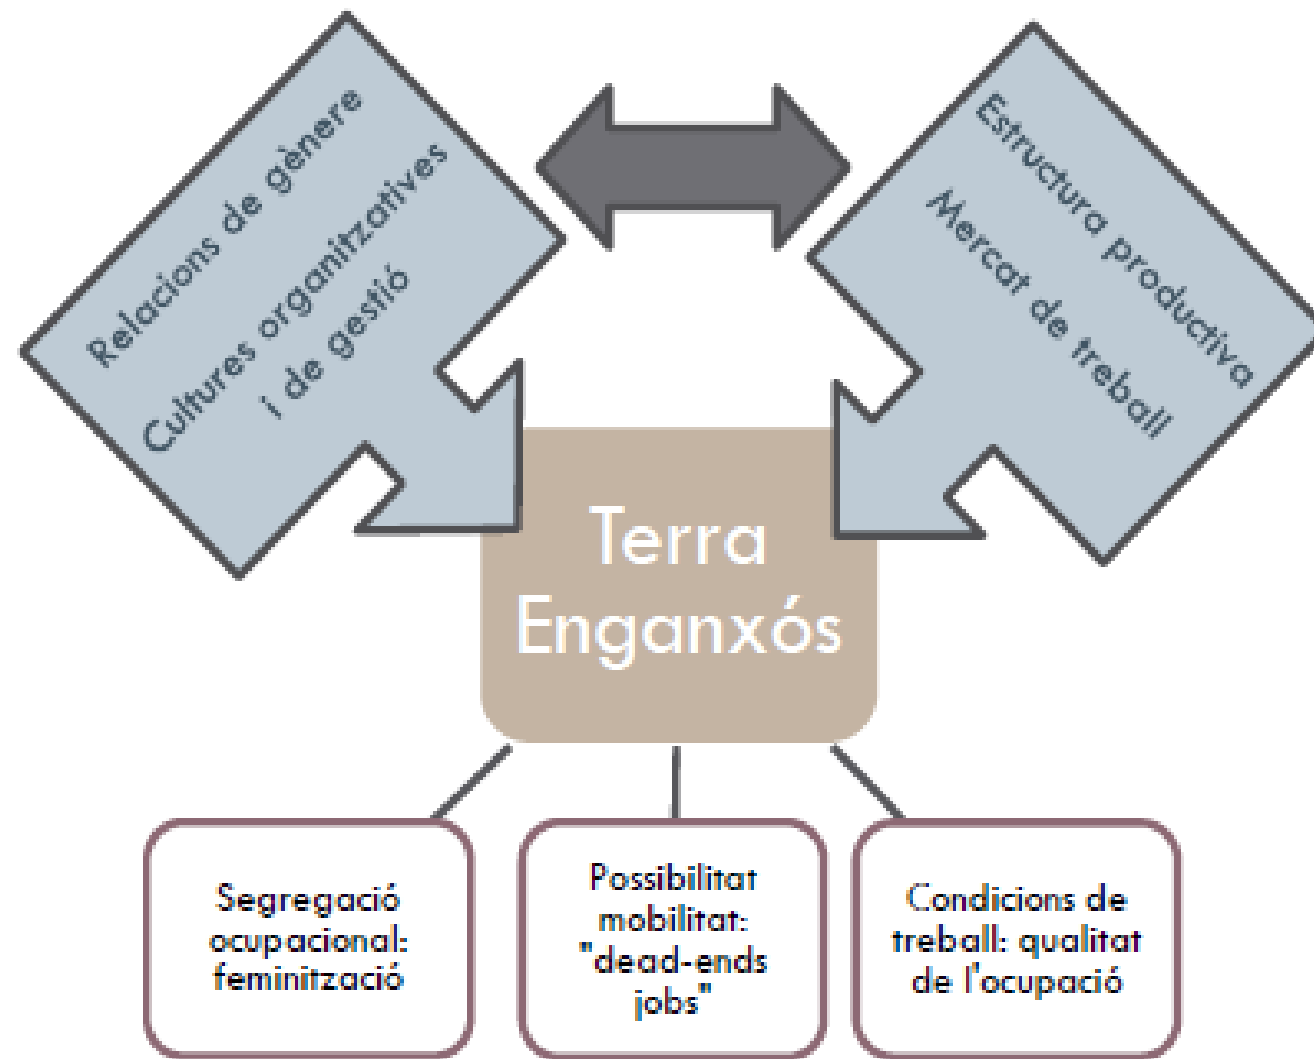 Relacions de gènere
Cultures organitzatives
i de gestió
Estructura productiva
Mercat de treball
Terra
Enganxós
Segregació
ocupacional:
feminització
Possibilitat
mobilitat:
"dead-ends
jobs"
Condicions de
treball: qualitat
de l'ocupació